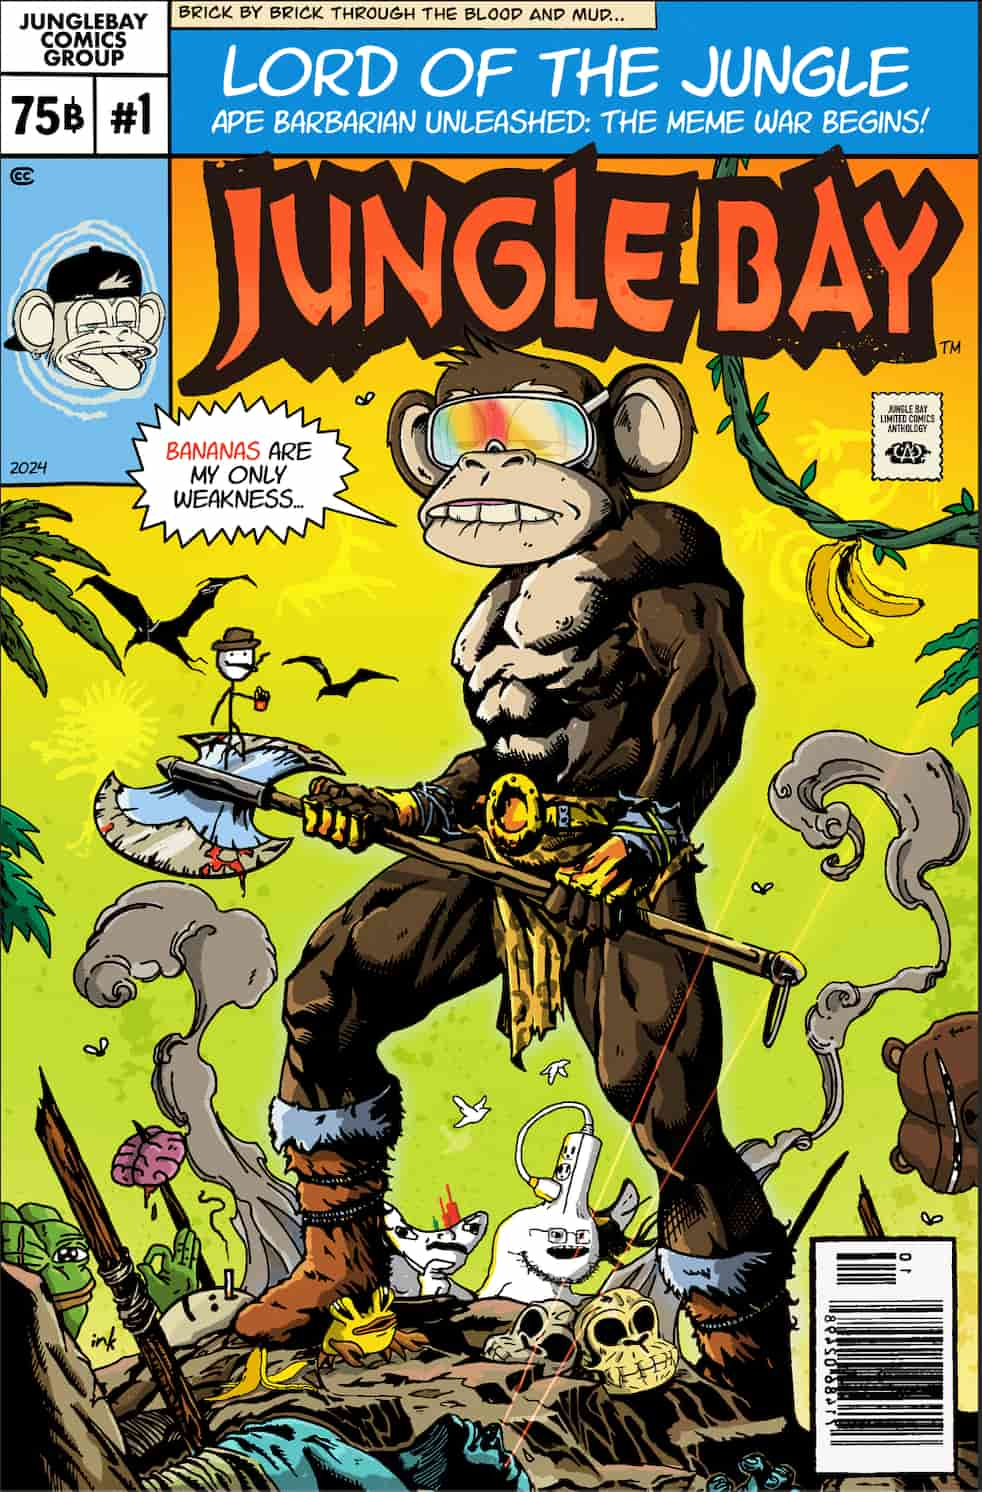 JUNGLEBAY
COMICS
GROUP
75฿
#1
BRICK BY BRICK THROUGH THE BLOOD AND MUD...
LORD OF THE JUNGLE
APE BARBARIAN UNLEASHED: THE MEME WAR BEGINS!
CC
JUNGLE BAY
TM
2024
BANANAS ARE
MY ONLY
WEAKNESS...
JUNGLE BAY
LIMITED COMICS
ANTHOLOGY
ink